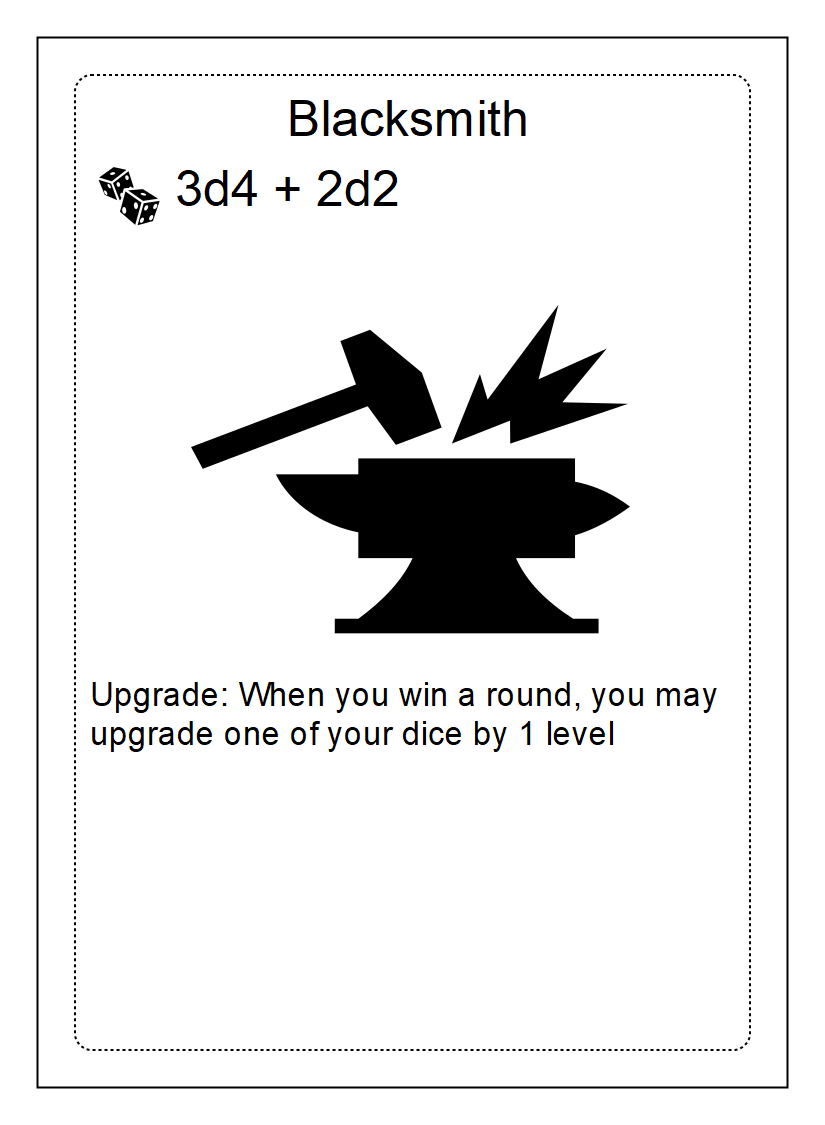 Blacksmith
3d4 + 2d2
Upgrade: When you win a round, you may
upgrade one of your dice by 1 level